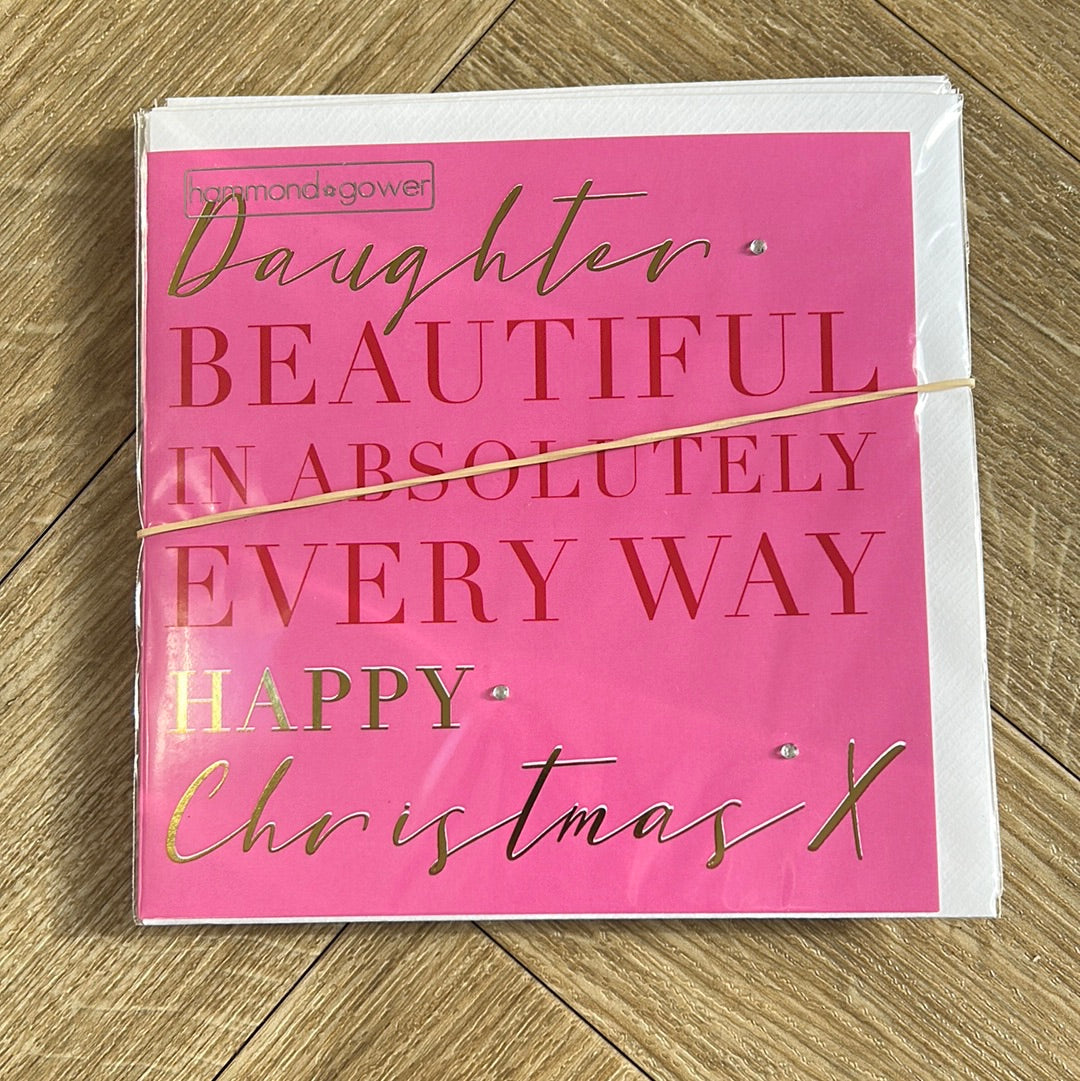 hammond gower
Daughter
BEAUTIFUL
IN ABSOLUTELY
EVERY WAY
HAPPY
Christmas X